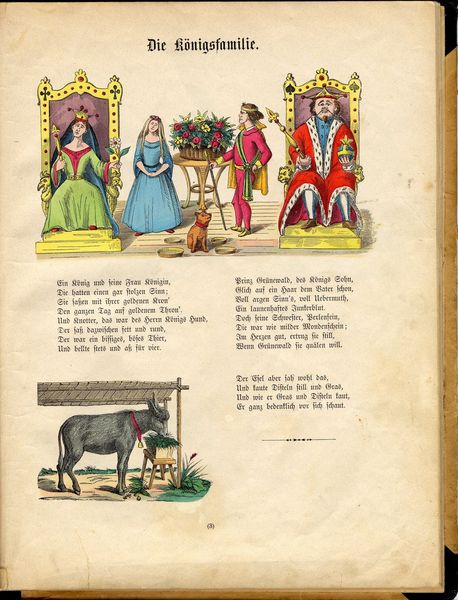 Die Königsfamilie.
Ein König und seine Frau Königin,
Die hatten einen gar stolzen Sinn;
Sie saßen mit ihrer goldenen Kron'
Den ganzen Tag auf goldenem Thron'.
Und Knotter, das war des Herrn Königs Hund,
Der saß dazwischen fett und rund,
Der war ein bissiges, böses Thier,
Und bellte stets und aß für vier.
Prinz Grünewald, des Königs Sohn,
Glich auf ein Haar dem Vater schon,
Voll argen Sinn's, voll Uebermuth,
Ein launenhaftes Junkerblut.
Doch seine Schwester, Perlenfein,
Die war wie milder Mondenschein;
Im Herzen gut, ertrug sie still,
Wenn Grünewald sie quälen will.
Der Esel aber sah wohl das,
Und kaute Disteln still und Gras,
Und wie er Gras und Disteln kaut,
Er ganz bedenklich vor sich schaut.
(3)